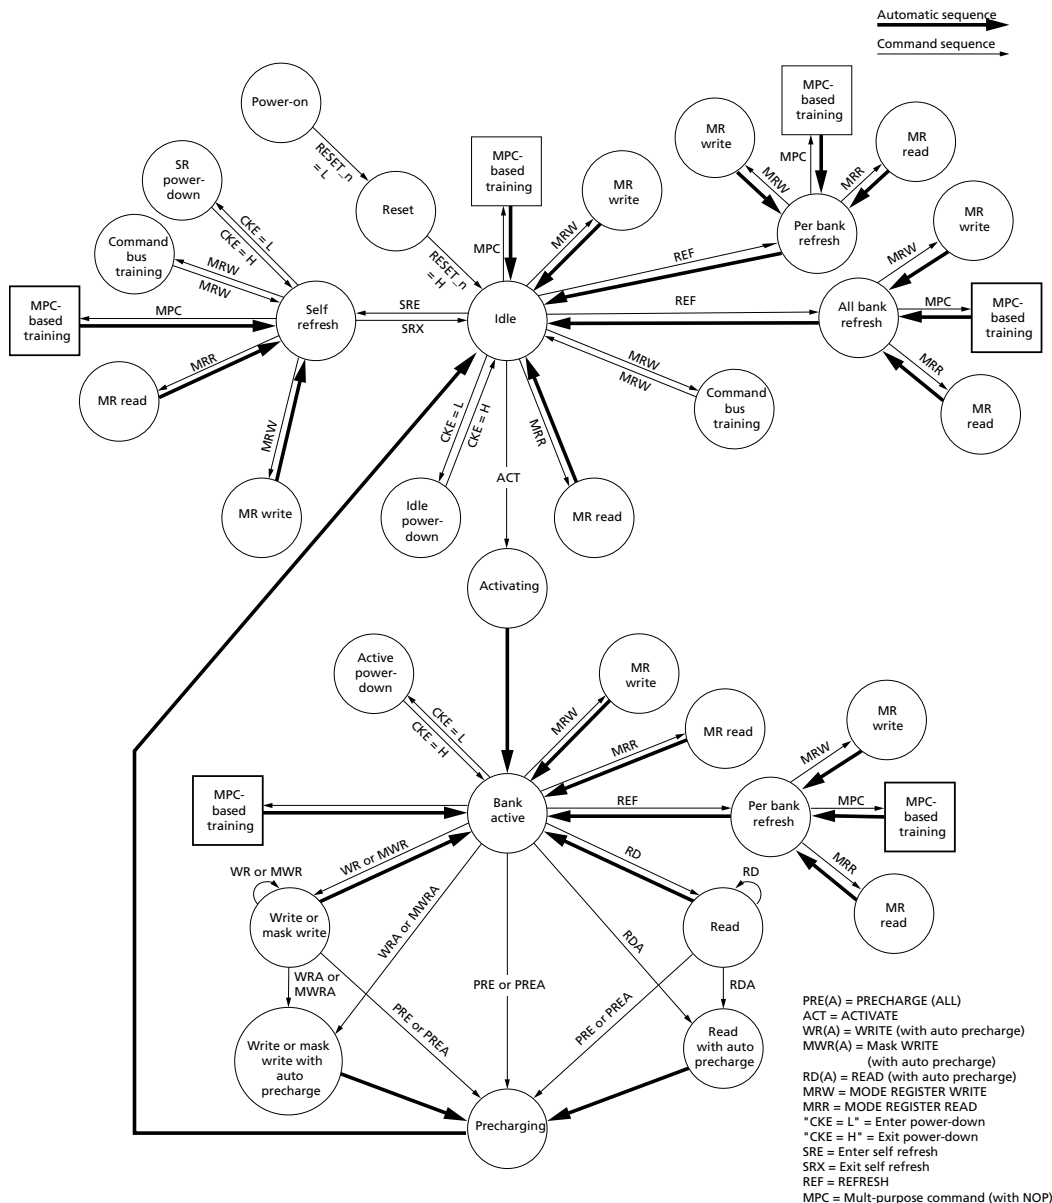 Automatic sequence
Command sequence
Power-on
RESET_n
= L
Reset
RESET_n
= H
SR
power-
down
CKE = L
CKE = H
Command
bus
training
MRW
MRW
MPC-
based
training
MPC
Self
refresh
MRR
MR read
MRW
MR write
SRE
SRX
MPC-
based
training
MPC
MR
write
MRW
Idle
MR
write
MRW
MPC-
based
training
MPC
MR
read
MRR
Per bank
refresh
REF
REF
MR
write
MRW
All bank
refresh
MPC
MPC-
based
training
MRR
MR
read
MRW
MRW
Command
bus
training
CKE = L
CKE = H
Idle
power-
down
ACT
MRR
MR read
Activating
Active
power-
down
CKE = L
CKE = H
MR
write
MRW
MR read
MRR
MR
write
MRW
MPC-
based
training
Bank
active
REF
Per bank
refresh
MPC
MPC-
based
training
MRR
MR
read
WR or MWR
WR or MWR
RD
RD
Write or
mask write
WRA or MWRA
RDA
Read
WRA or
MWRA
PRE or PREA
PRE or PREA
PRE or PREA
RDA
Write or mask
write with
auto
precharge
Read
with auto
precharge
Precharging
PRE(A) = PRECHARGE (ALL)
ACT = ACTIVATE
WR(A) = WRITE (with auto precharge)
MWR(A) = Mask WRITE
(with auto precharge)
RD(A) = READ (with auto precharge)
MRW = MODE REGISTER WRITE
MRR = MODE REGISTER READ
"CKE = L" = Enter power-down
"CKE = H" = Exit power-down
SRE = Enter self refresh
SRX = Exit self refresh
REF = REFRESH
MPC = Mult-purpose command (with NOP)